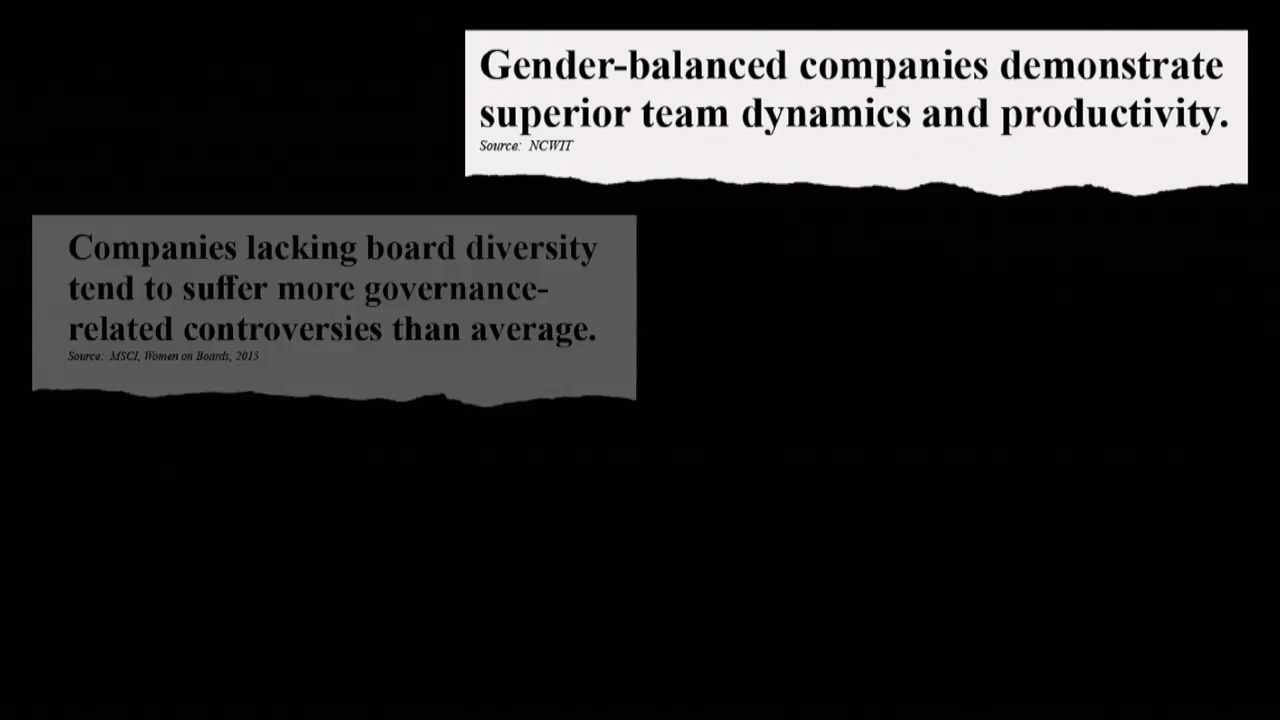 Gender-balanced companies demonstrate
superior team dynamics and productivity.
Source: NCWIT
Companies lacking board diversity
tend to suffer more governance-
related controversies than average.
Source: MSCI, Women on Boards, 2015